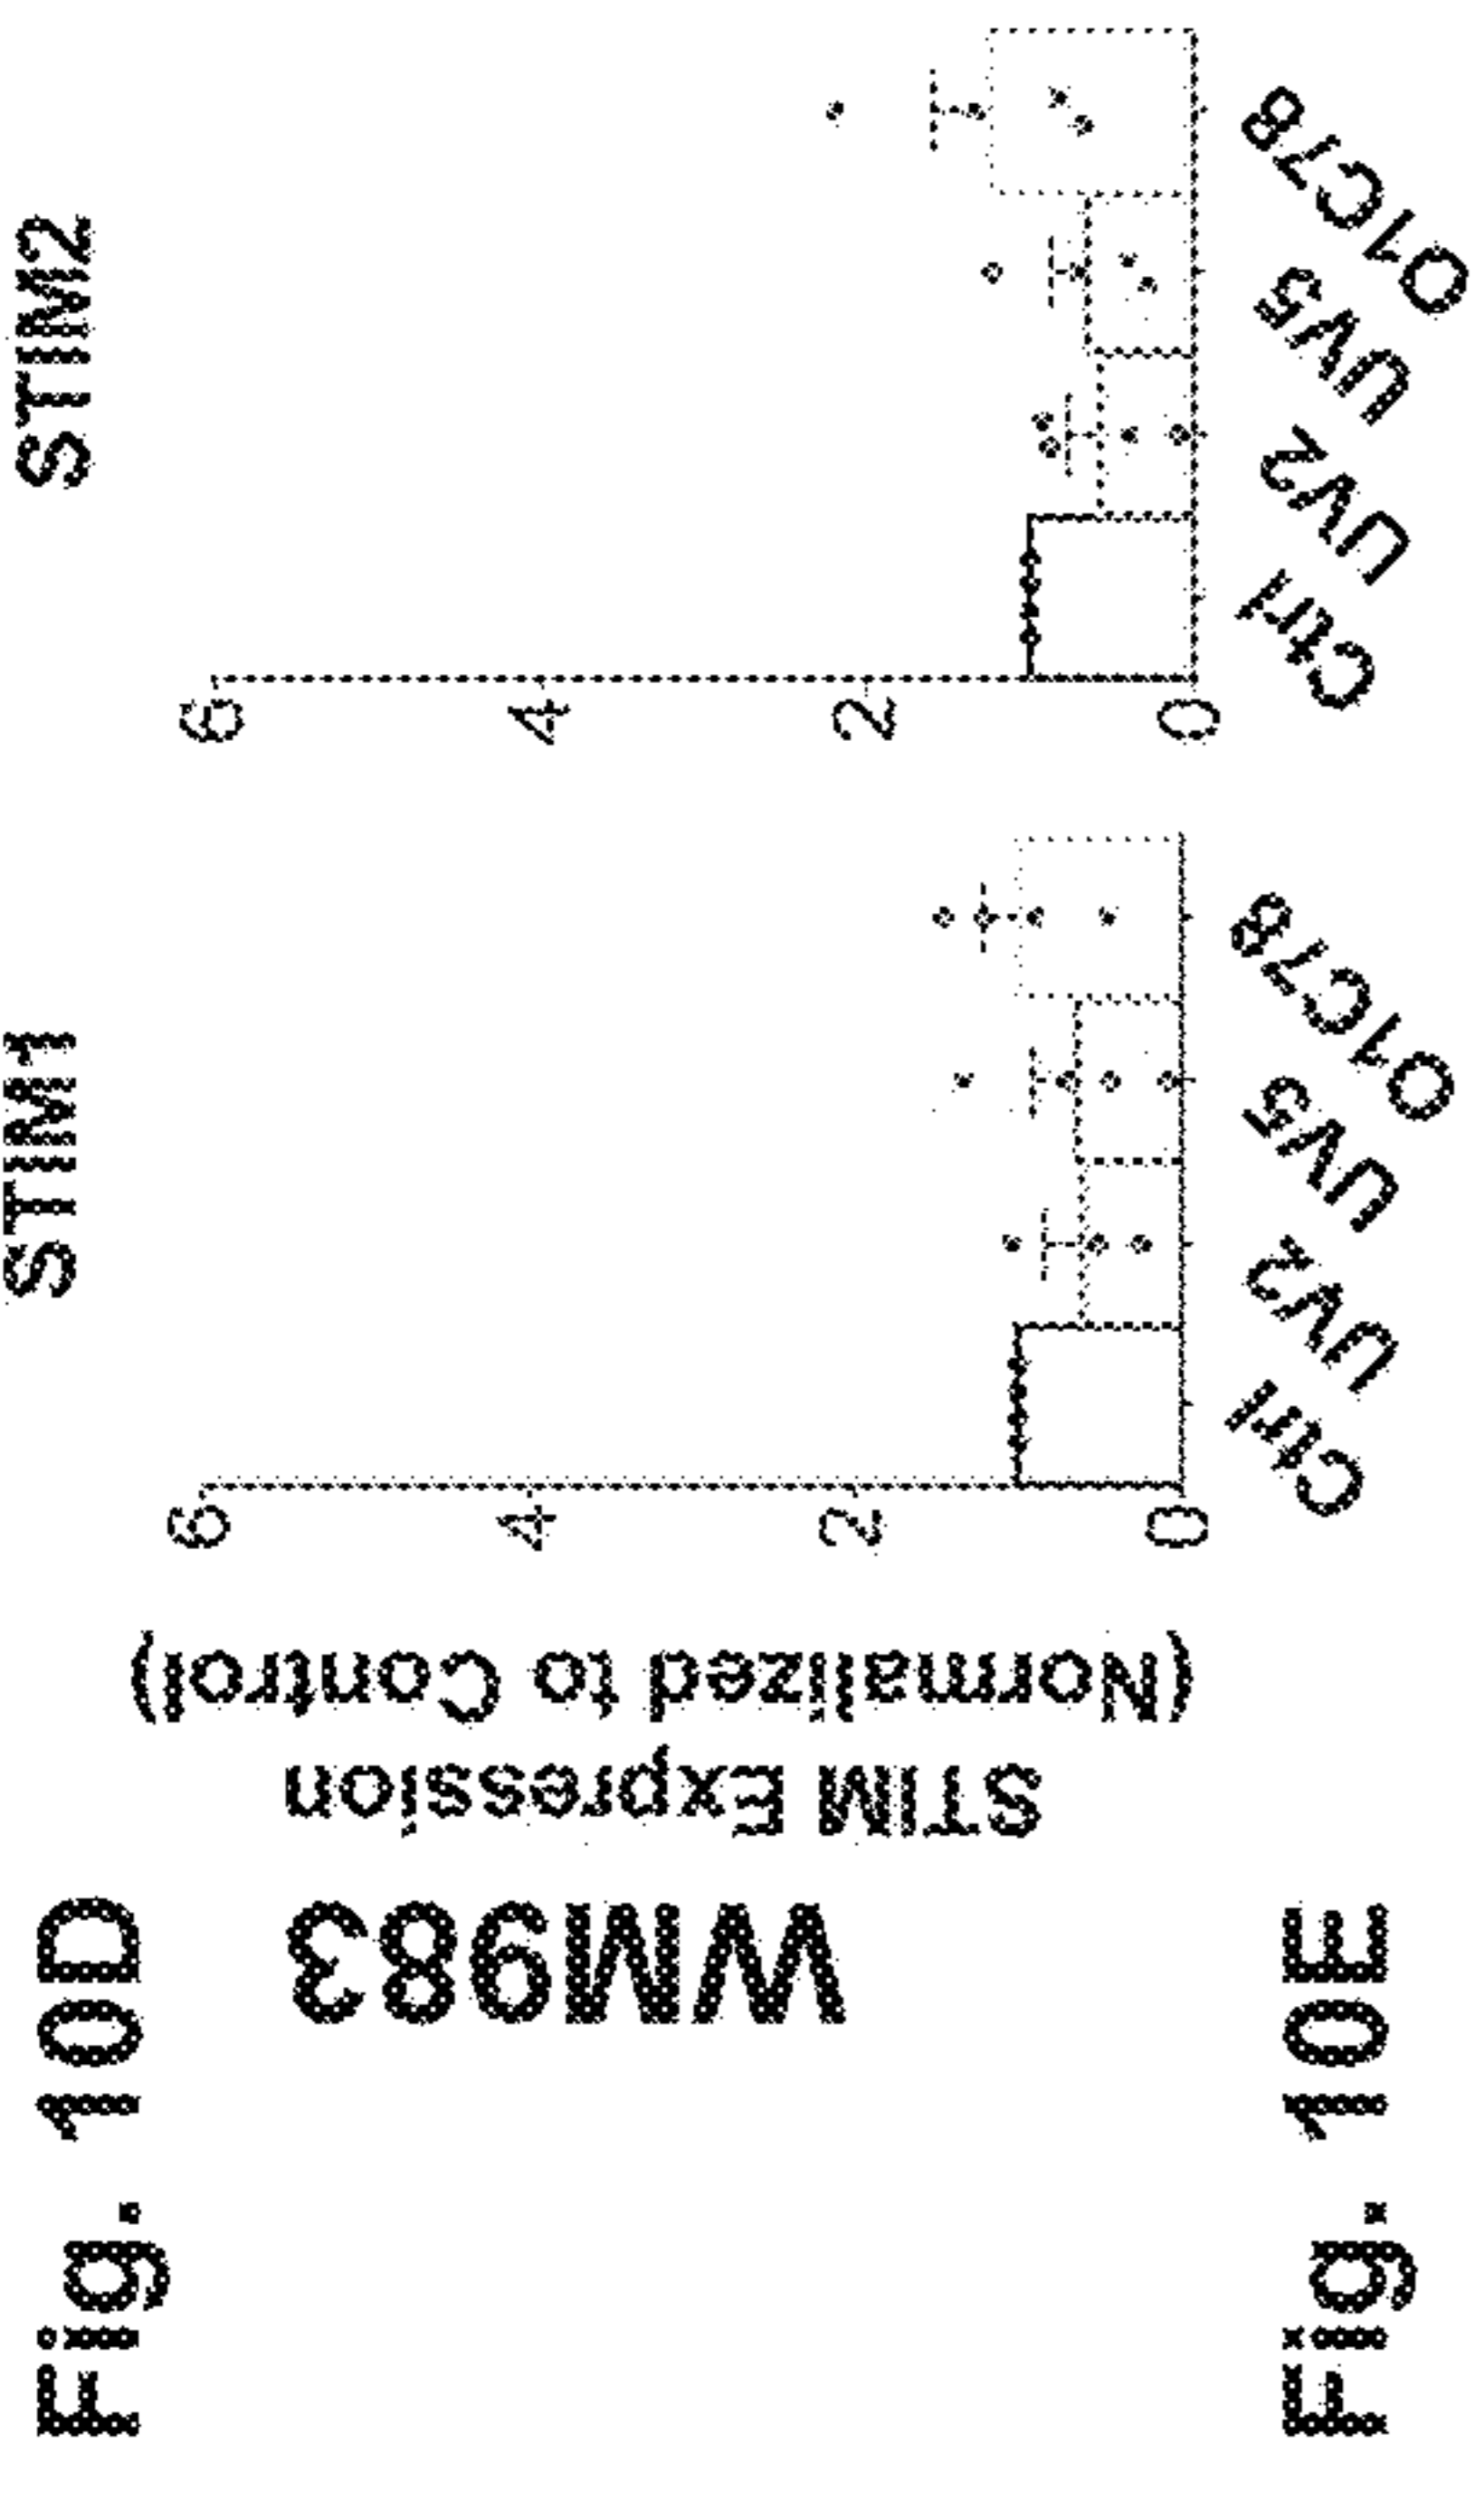 Fig. 10D
WM983
STIM Expression
(Normalized to Control)
STIM1
6
4
2
0
Ctrl
UV2
UV5
O1C78
STIM2
6
4
2
0
Ctrl
UV2
UV5
O1C78
Fig. 10E